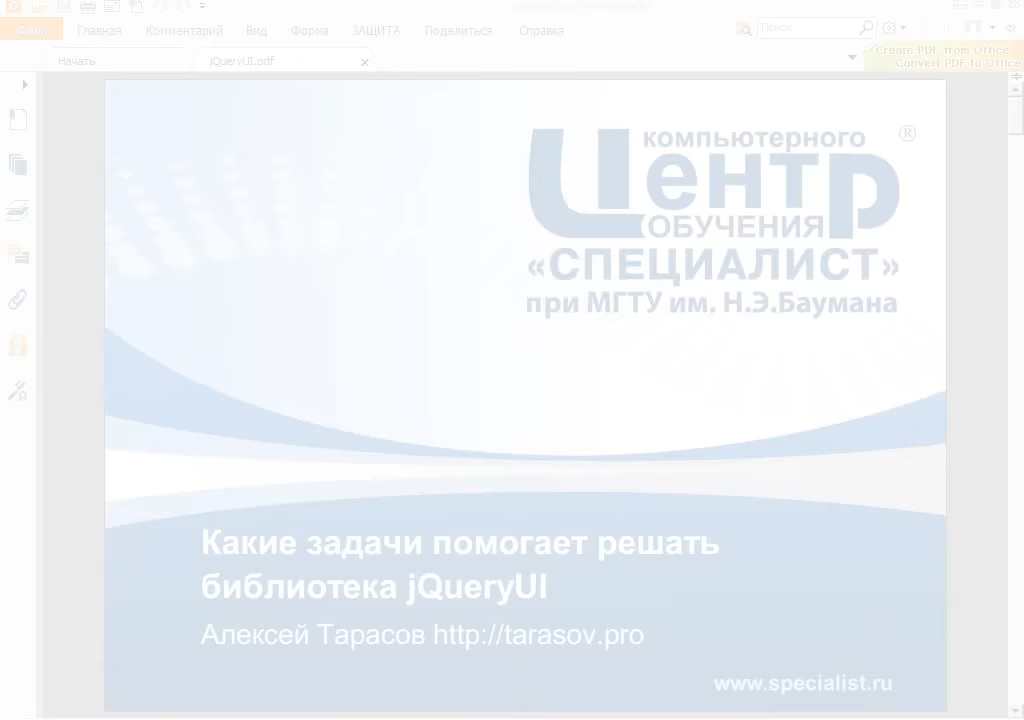 Файл Главная Комментарий Вид Форма ЗАЩИТА Поделиться Справка Поиск
Начать jQueryUI.pdf
Create PDF from Office
Convert PDF to Office
компьютерного ®
Центр
ОБУЧЕНИЯ
«СПЕЦИАЛИСТ»
при МГТУ им. Н.Э.Баумана
Какие задачи помогает решать
библиотека jQueryUI
Алексей Тарасов http://tarasov.pro
www.specialist.ru